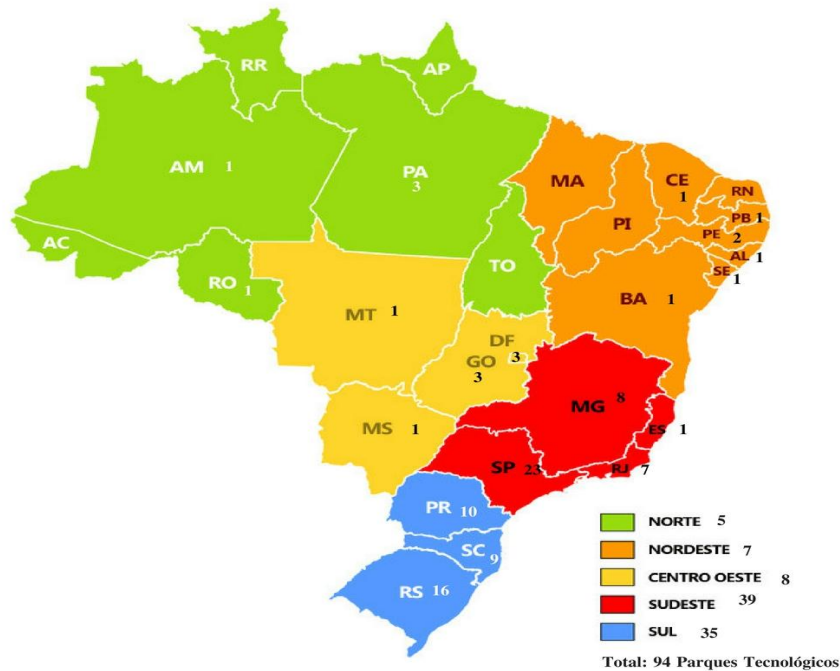 RR
AP
AM 1
PA
3
MA
CE
1
RN
PB 1
PE
2
PI
AL
1
SE
1
AC
RO 1
TO
BA 1
MT 1
DF
3
GO
3
MG 8
MS 1
ES 1
SP 23
RJ 7
PR 10
SC
9
RS 16
NORTE 5
NORDESTE 7
CENTRO OESTE 8
SUDESTE 39
SUL 35
Total: 94 Parques Tecnológicos